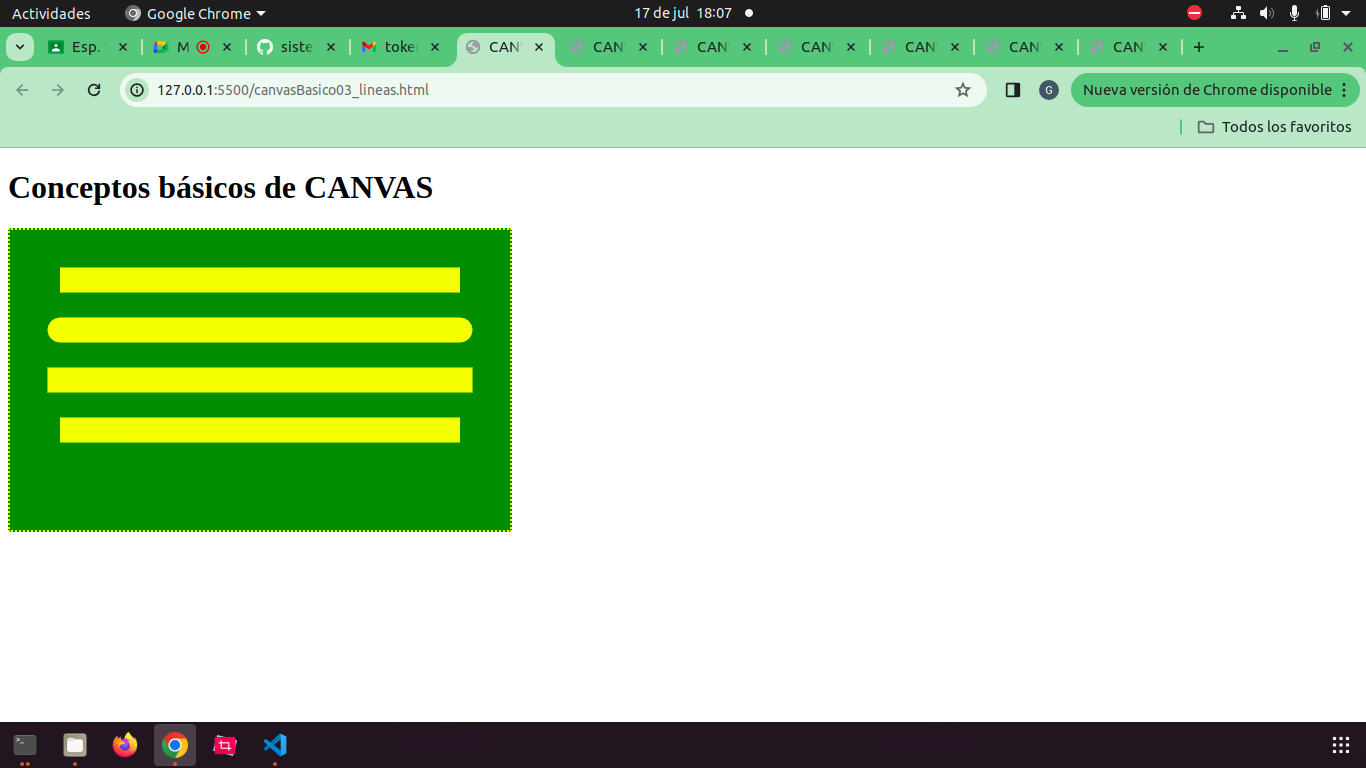 Actividades Google Chrome 17 de jul 18:07
Esp. M siste toke CAN CAN CAN CAN CAN CAN CAN
127.0.0.1:5500/canvasBasico03_lineas.html G Nueva versión de Chrome disponible
Todos los favoritos
Conceptos básicos de CANVAS